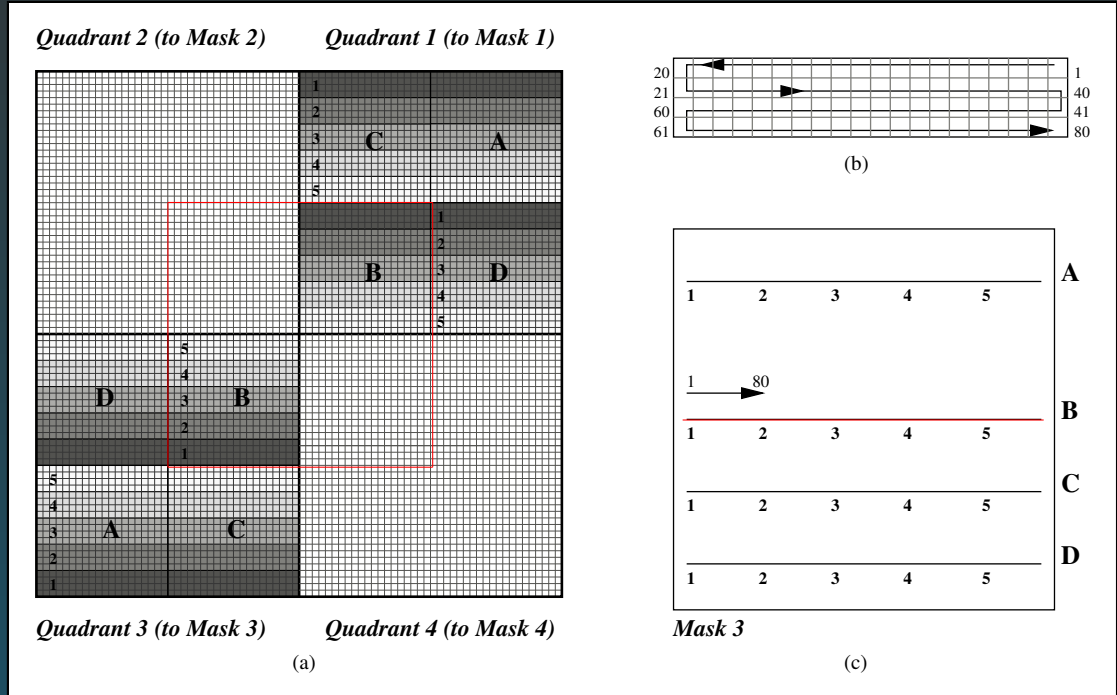 Quadrant 2 (to Mask 2) Quadrant 1 (to Mask 1)
1
2
3 C A
4
5
1
2
B 3 D
4
5
5
4
D 3 B
2
1
5
4
A 3 C
2
1
Quadrant 3 (to Mask 3) Quadrant 4 (to Mask 4)
(a)
20 1
21 40
60 41
61 80
(b)
A
1 2 3 4 5
1 80
B
1 2 3 4 5
C
1 2 3 4 5
D
1 2 3 4 5
Mask 3
(c)